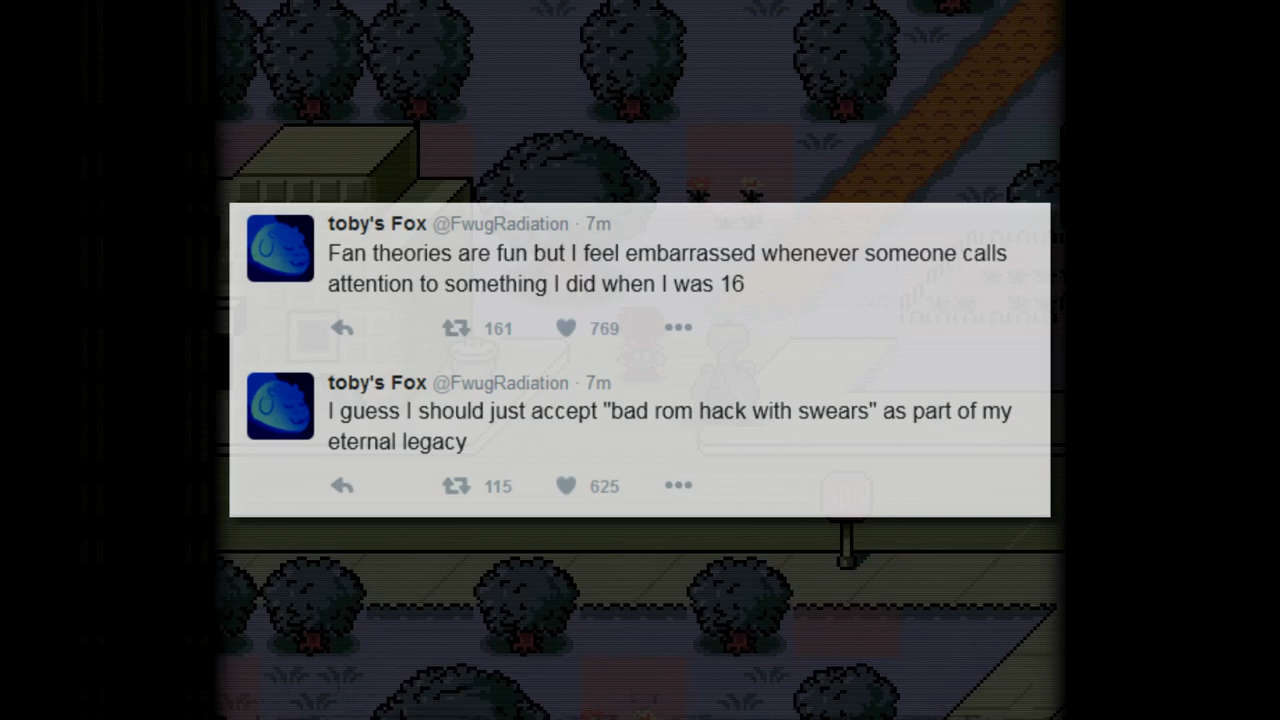 toby's Fox @FwugRadiation · 7m
Fan theories are fun but I feel embarrassed whenever someone calls
attention to something I did when I was 16
161 769 •••
toby's Fox @FwugRadiation · 7m
I guess I should just accept "bad rom hack with swears" as part of my
eternal legacy
115 625 •••